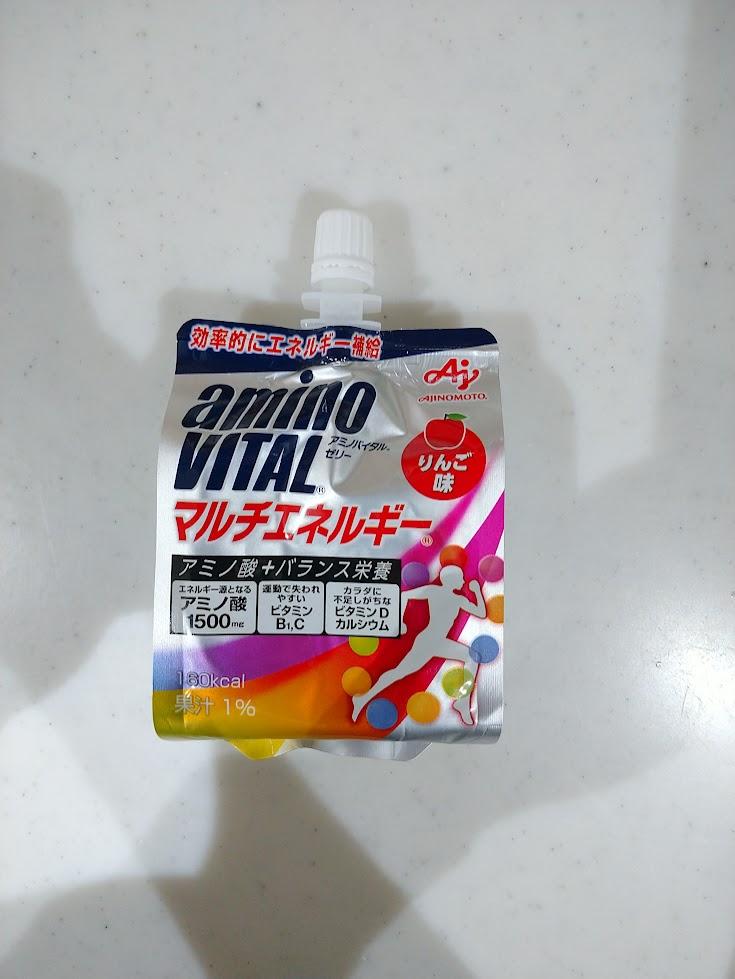 効率的にエネルギー補給
Aj
AJINOMOTO®
amino
VITAL®
アミノバイタル®
ゼリー
りんご
味
マルチエネルギー®
アミノ酸+バランス栄養
エネルギー源となる
アミノ酸
1500mg
運動で失われ
やすい
ビタミン
B1,C
カラダに
不足しがちな
ビタミンD
カルシウム
180kcal
果汁 1%